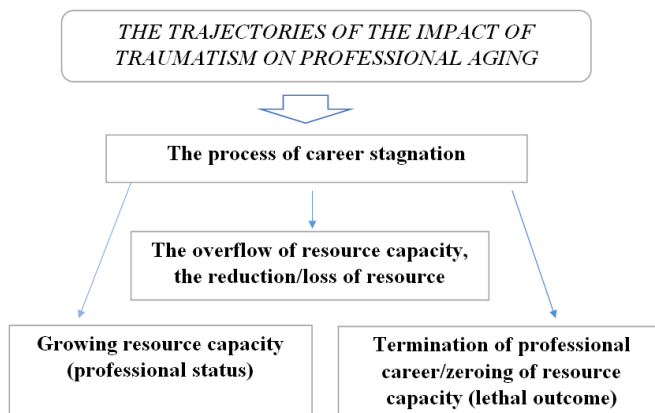 THE TRAJECTORIES OF THE IMPACT OF
TRAUMATISM ON PROFESSIONAL AGING
The process of career stagnation
The overflow of resource capacity,
the reduction/loss of resource
Growing resource capacity
(professional status)
Termination of professional
career/zeroing of resource
capacity (lethal outcome)